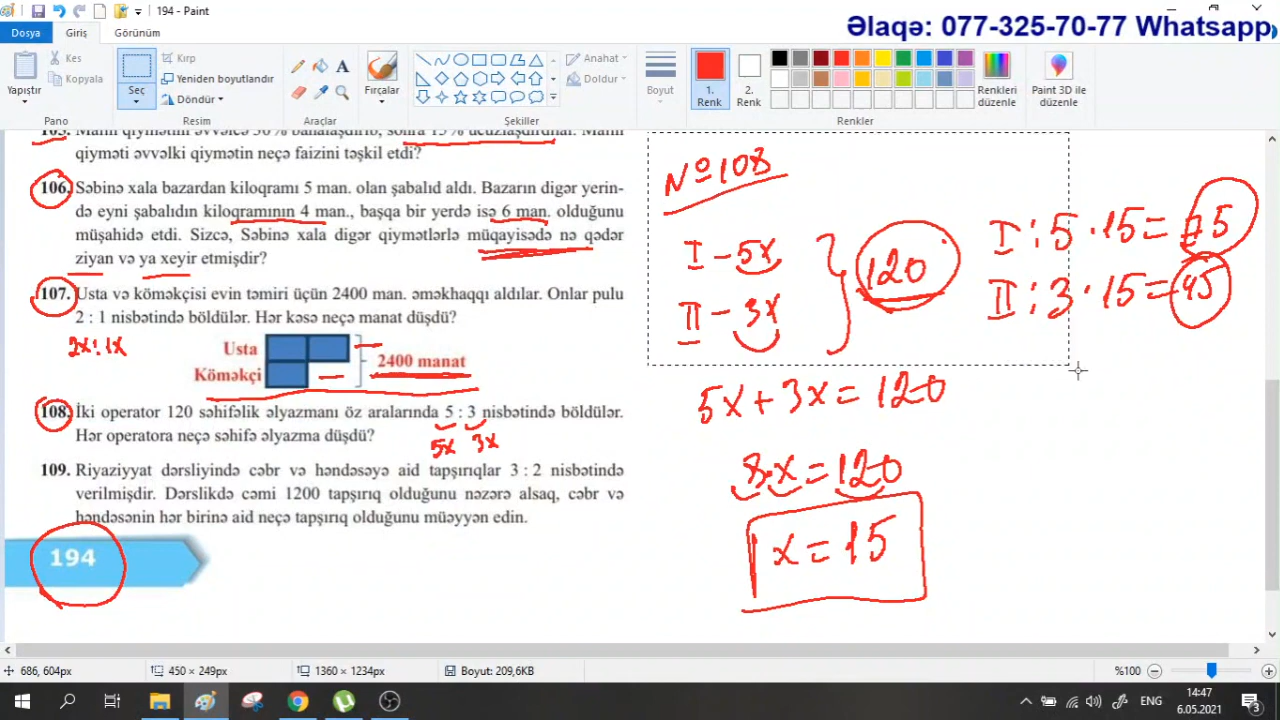 194 - Paint
Əlaqə: 077-325-70-77 Whatsapp
Dosya Giriş Görünüm
Yapıştır
Kes
Kopyala
Pano
Seç
Kırp
Yeniden boyutlandır
Döndür
Resim
A
Araçlar
Fırçalar
Şekiller
Anahat
Doldur
Boyut
1. Renk
2. Renk
Renkler
Renkleri düzenle
Paint 3D ile düzenle
qiyməti əvvəlki qiymətin neçə faizini təşkil etdi?
106. Səbinə xala bazardan kiloqramı 5 man. olan şabalıd aldı. Bazarın digər yerin-
də eyni şabalıdın kiloqramının 4 man., başqa bir yerdə isə 6 man. olduğunu
müşahidə etdi. Sizcə, Səbinə xala digər qiymətlərlə müqayisədə nə qədər
ziyan və ya xeyir etmişdir?
107. Usta və köməkçisi evin təmiri üçün 2400 man. əməkhaqqı aldılar. Onlar pulu
2 : 1 nisbətində böldülər. Hər kəsə neçə manat düşdü?
2x : 1x
Usta
Köməkçi
2400 manat
108. İki operator 120 səhifəlik əlyazmanı öz aralarında 5 : 3 nisbətində böldülər.
Hər operatora neçə səhifə əlyazma düşdü?
5x 3x
109. Riyaziyyat dərsliyində cəbr və həndəsəyə aid tapşırıqlar 3 : 2 nisbətində
verilmişdir. Dərslikdə cəmi 1200 tapşırıq olduğunu nəzərə alsaq, cəbr və
həndəsənin hər birinə aid neçə tapşırıq olduğunu müəyyən edin.
194
№108
I - 5x
II - 3x
120
I : 5 · 15 = 75
II : 3 · 15 = 45
5x + 3x = 120
8 · x = 120
x = 15
686, 604px
450 × 249px
1360 × 1234px
Boyut: 209,6KB
%100
ENG
14:47
6.05.2021
3